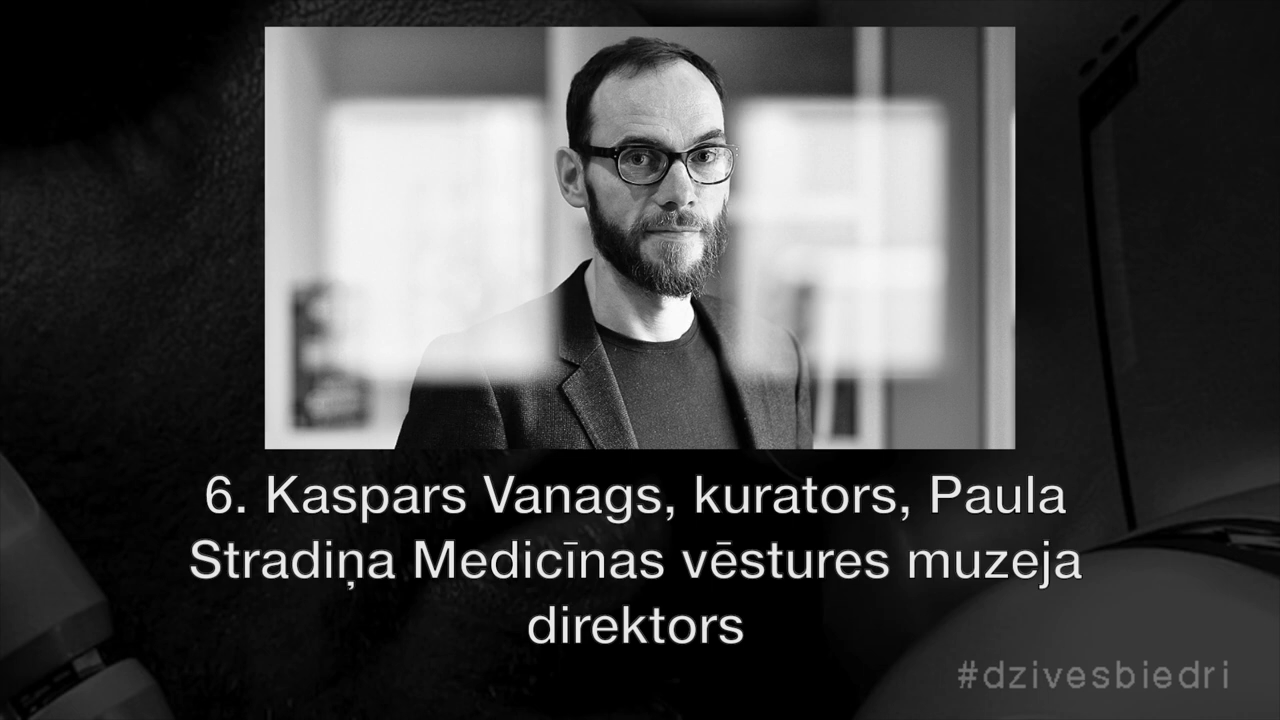 6. Kaspars Vanags, kurators, Paula
Stradiņa Medicīnas vēstures muzeja
direktors
#dzivesbiedri